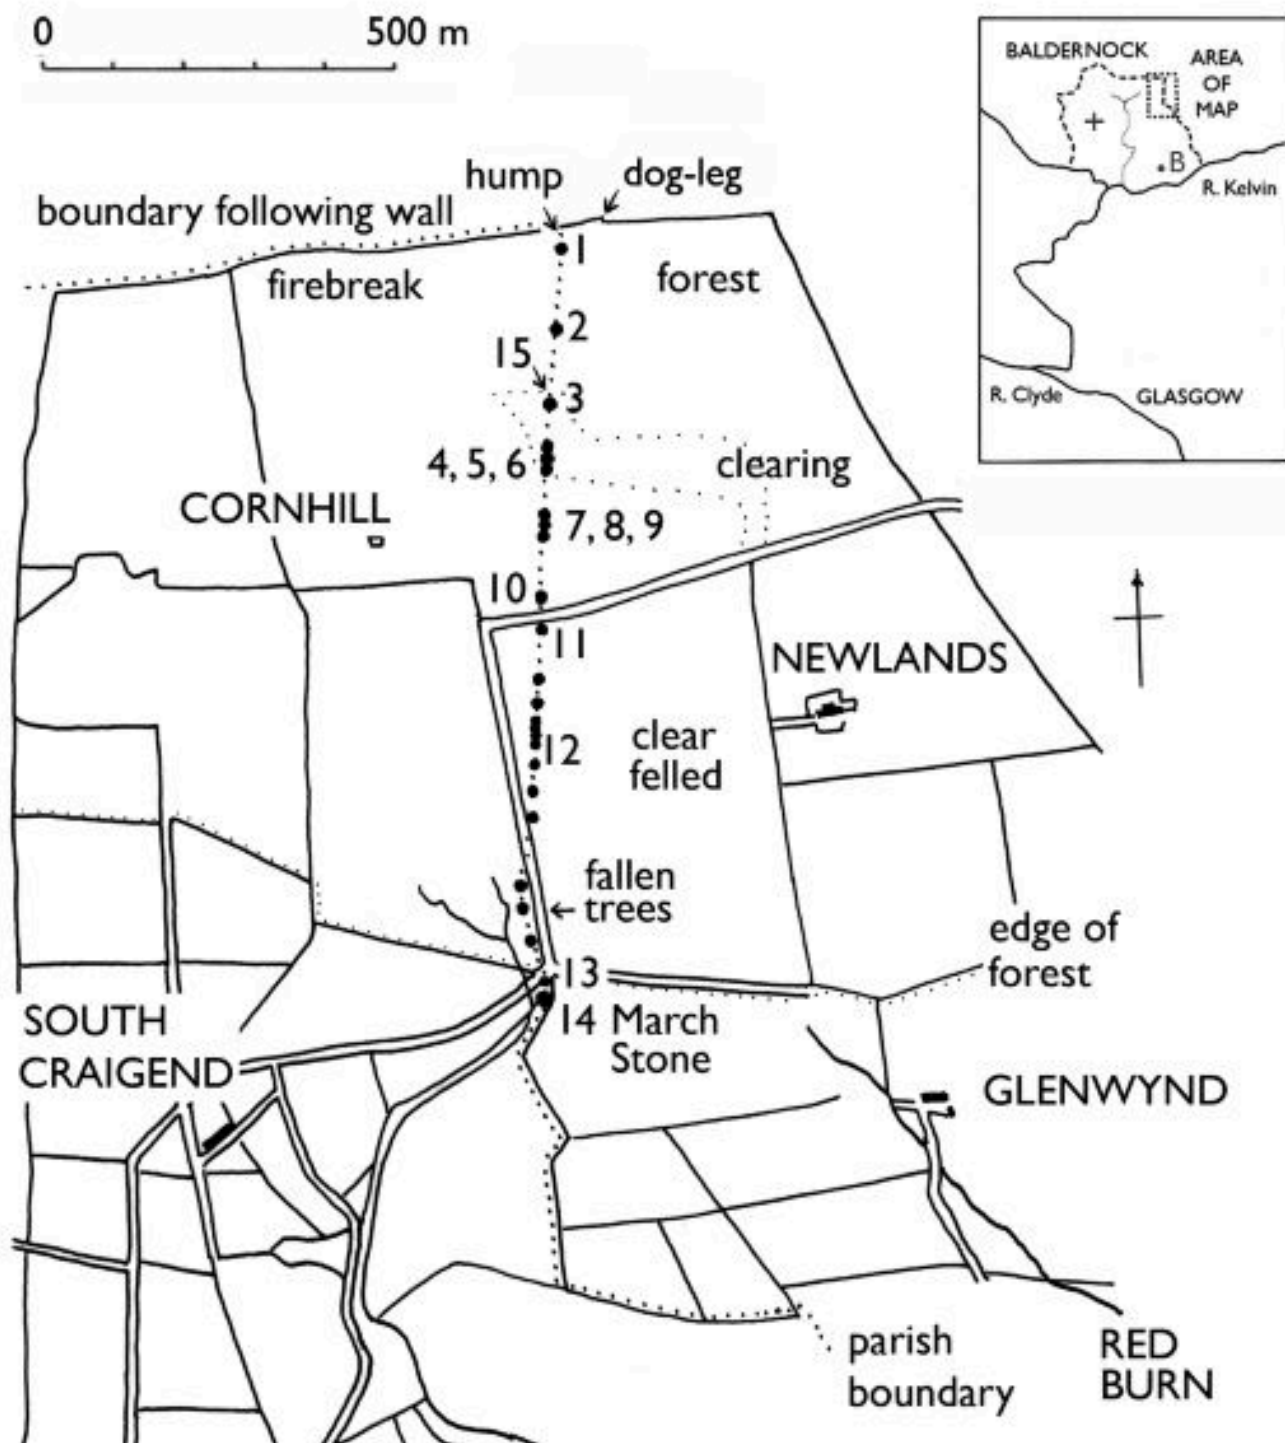 0 500 m
BALDERNOCK
AREA
OF
MAP
+
B
R. Kelvin
R. Clyde
GLASGOW
hump
dog-leg
boundary following wall
1
firebreak
forest
2
15
3
4, 5, 6
clearing
CORNHILL
7, 8, 9
10
11
NEWLANDS
clear
felled
12
fallen
trees
edge of
forest
13
14 March
Stone
SOUTH
CRAIGEND
GLENWYND
parish
boundary
RED
BURN